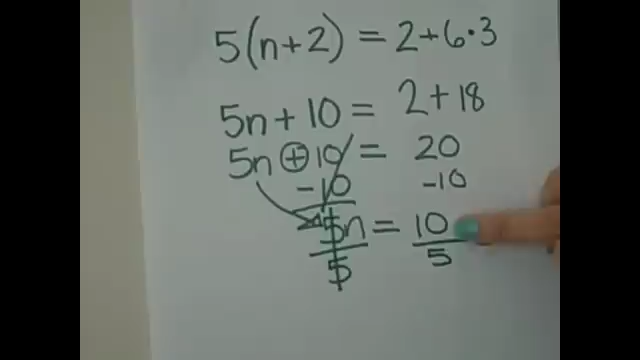 5(n+2) = 2+6·3
5n + 10 = 2 + 18
5n + 10 = 20
-10 -10
5n = 10
5 5